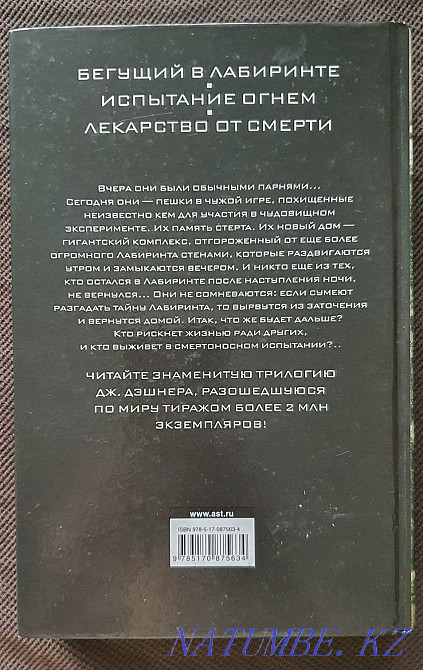 БЕГУЩИЙ В ЛАБИРИНТЕ
ИСПЫТАНИЕ ОГНЕМ
ЛЕКАРСТВО ОТ СМЕРТИ
Вчера они были обычными парнями...
Сегодня они — пешки в чужой игре, похищенные
неизвестно кем для участия в чудовищном
эксперименте. Их память стерта. Их новый дом —
гигантский комплекс, отгороженный от еще более
огромного Лабиринта стенами, которые раздвигаются
утром и замыкаются вечером. И никто еще из тех,
кто остался в Лабиринте после наступления ночи,
не вернулся... Они не сомневаются: если сумеют
разгадать тайну Лабиринта, то вырвутся из заточения
и вернутся домой. Итак, что же будет дальше?
Кто рискнет жизнью ради других,
и кто выживет в смертоносном испытании?..
ЧИТАЙТЕ ЗНАМЕНИТУЮ ТРИЛОГИЮ
ДЖ. ДЭШНЕРА, РАЗОШЕДШУЮСЯ
ПО МИРУ ТИРАЖОМ БОЛЕЕ 2 МЛН
ЭКЗЕМПЛЯРОВ!
www.ast.ru
ISBN 978-5-17-087563-4
9 785170 875634
NATUMBE.KZ